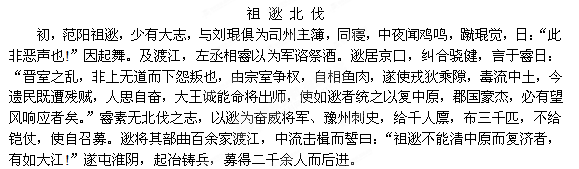 祖 逖 北 伐
初，范阳祖逖，少有大志，与刘琨俱为司州主簿，同寝，中夜闻鸡鸣，蹴琨觉，曰：“此
非恶声也！”因起舞。及渡江，左丞相睿以为军谘祭酒。逖居京口，纠合骁健，言于睿曰：
“晋室之乱，非上无道而下怨叛也，由宗室争权，自相鱼肉，遂使戎狄乘隙，毒流中土，今
遗民既遭残贼，人思自奋，大王诚能命将出师，使如逖者统之以复中原，郡国豪杰，必有望
风响应者矣。”睿素无北伐之志，以逖为奋威将军、豫州刺史，给千人廪，布三千匹，不给
铠仗，使自召募。逖将其部曲百余家渡江，中流击楫而誓曰：“祖逖不能清中原而复济者，
有如大江！”遂屯淮阴，起冶铸兵，募得二千余人而后进。